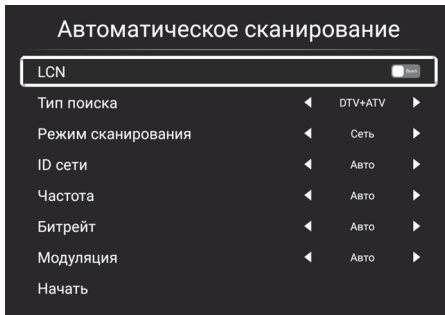 Автоматическое сканирование
LCN Выкл
Тип поиска DTV+ATV
Режим сканирования Сеть
ID сети Авто
Частота Авто
Битрейт Авто
Модуляция Авто
Начать